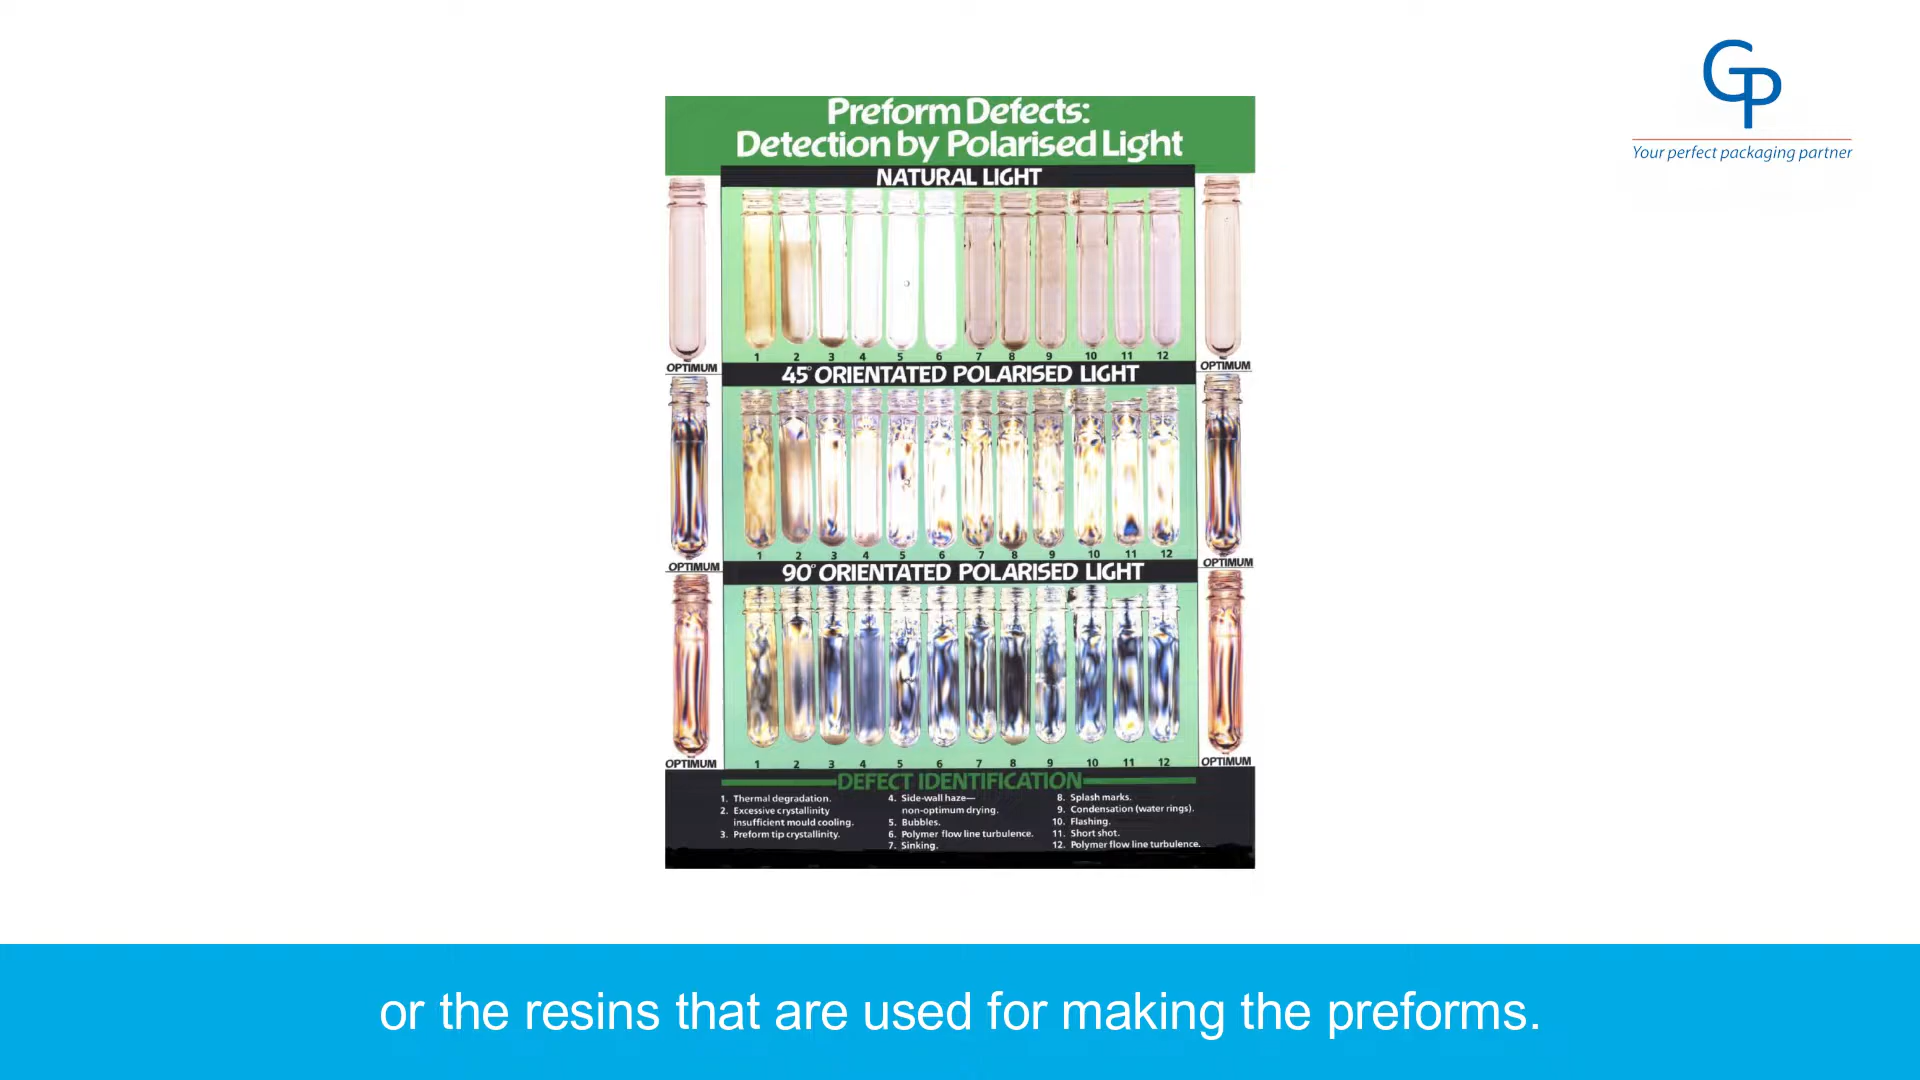 GP
Your perfect packaging partner
Preform Defects:
Detection by Polarised Light
NATURAL LIGHT
1 2 3 4 5 6 7 8 9 10 11 12
OPTIMUM OPTIMUM
45° ORIENTATED POLARISED LIGHT
1 2 3 4 5 6 7 8 9 10 11 12
OPTIMUM OPTIMUM
90° ORIENTATED POLARISED LIGHT
1 2 3 4 5 6 7 8 9 10 11 12
OPTIMUM OPTIMUM
DEFECT IDENTIFICATION
1. Thermal degradation.
2. Excessive crystallinity
insufficient mould cooling.
3. Preform tip crystallinity.
4. Side-wall haze—
non-optimum drying.
5. Bubbles.
6. Polymer flow line turbulence.
7. Sinking.
8. Splash marks.
9. Condensation (water rings).
10. Flashing.
11. Short shot.
12. Polymer flow line turbulence.
or the resins that are used for making the preforms.